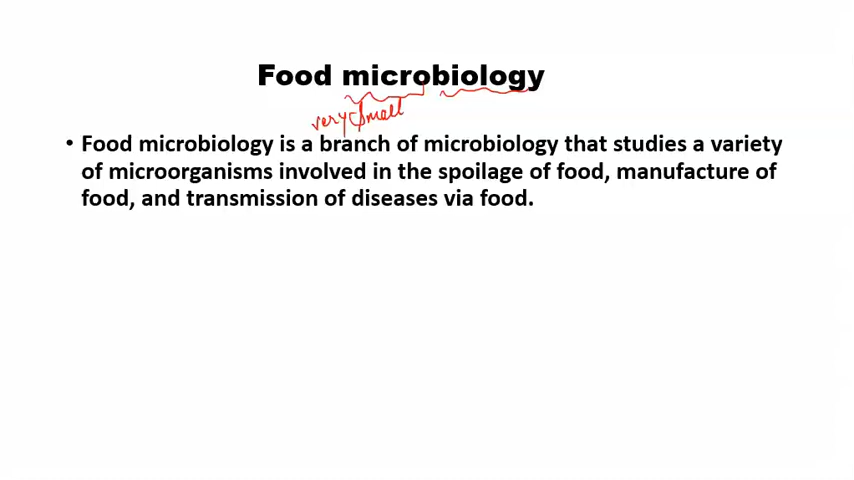 Food microbiology
very small
• Food microbiology is a branch of microbiology that studies a variety
of microorganisms involved in the spoilage of food, manufacture of
food, and transmission of diseases via food.